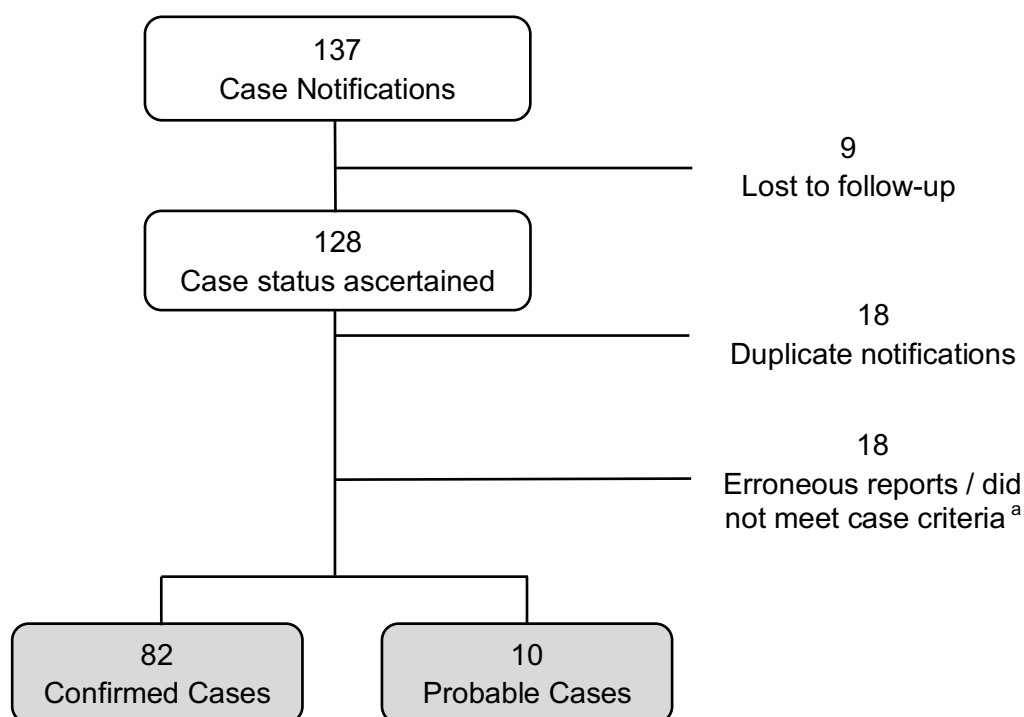 137
Case Notifications
9
Lost to follow-up
128
Case status ascertained
18
Duplicate notifications
18
Erroneous reports / did
not meet case criteria a
82
Confirmed Cases
10
Probable Cases